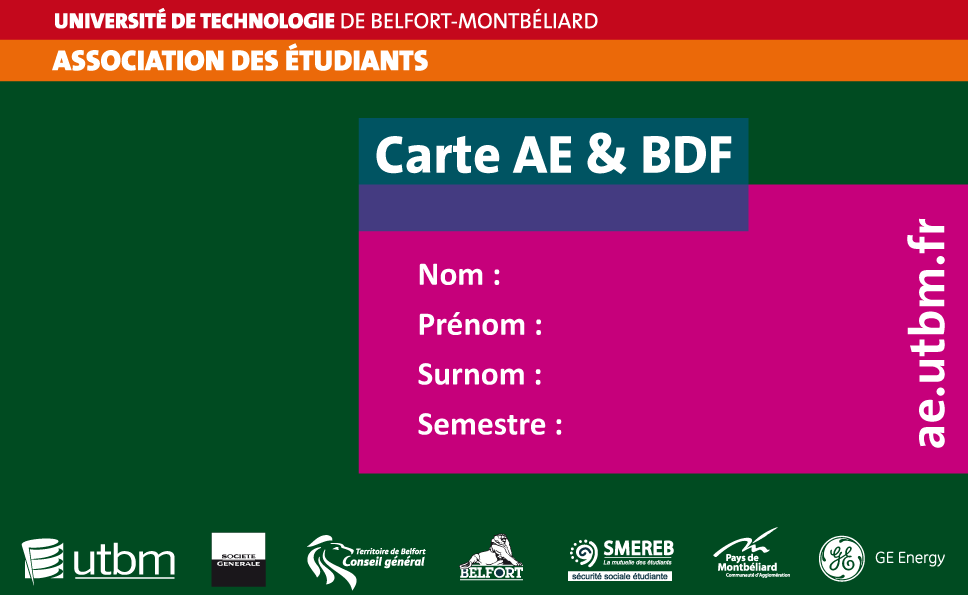 UNIVERSITÉ DE TECHNOLOGIE DE BELFORT-MONTBÉLIARD
ASSOCIATION DES ÉTUDIANTS
Carte AE & BDF
Nom :
Prénom :
Surnom :
Semestre :
ae.utbm.fr
utbm
SOCIETE
GENERALE
Territoire de Belfort
Conseil général
BELFORT
SMEREB
La mutuelle des étudiants
sécurité sociale étudiante
Pays de
Montbéliard
Communauté d'Agglomération
GE
GE Energy